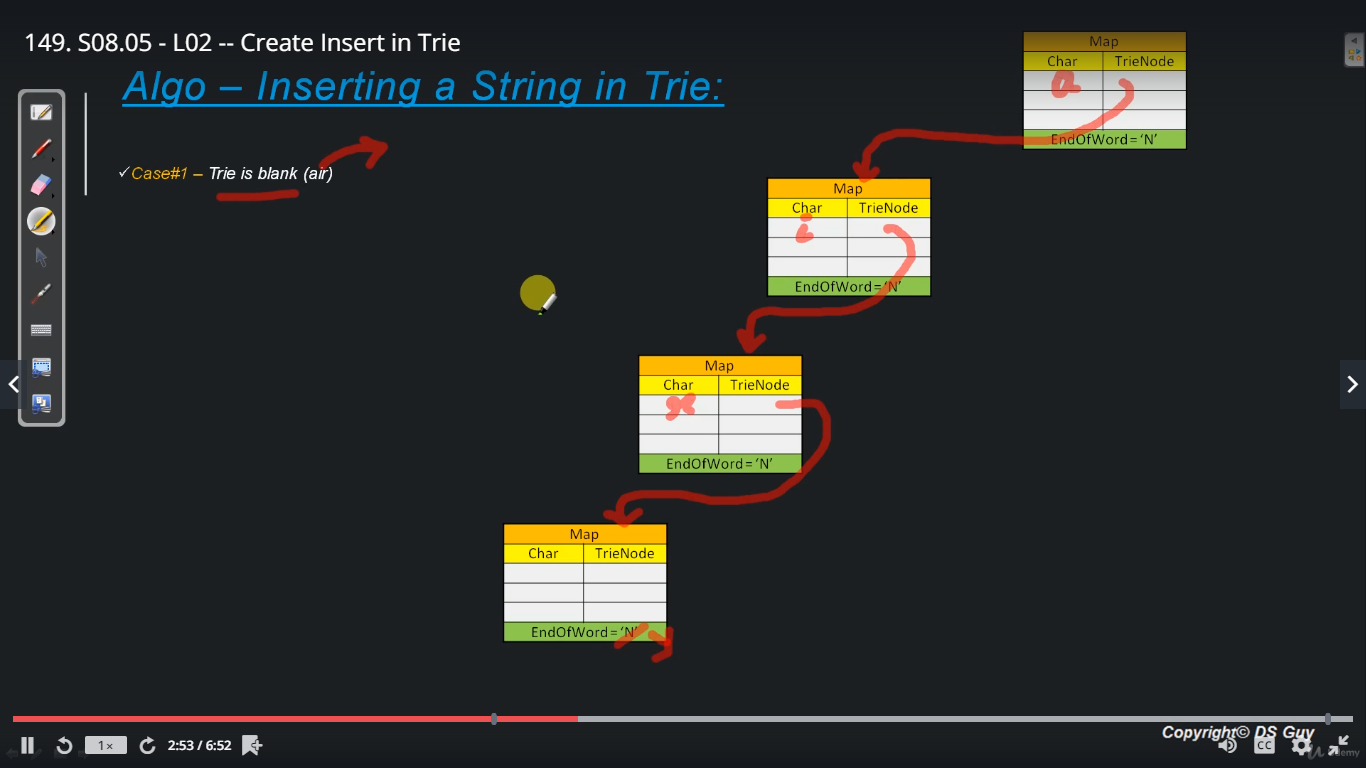 149. S08.05 - L02 -- Create Insert in Trie
Algo – Inserting a String in Trie:
✓Case#1 – Trie is blank (air)
Map
Char TrieNode
a
EndOfWord = ‘N’
Map
Char TrieNode
i
EndOfWord = ‘N’
Map
Char TrieNode
EndOfWord = ‘N’
Map
Char TrieNode
EndOfWord = ‘N’
Copyright© DS Guy
1×
2:53 / 6:52
CC